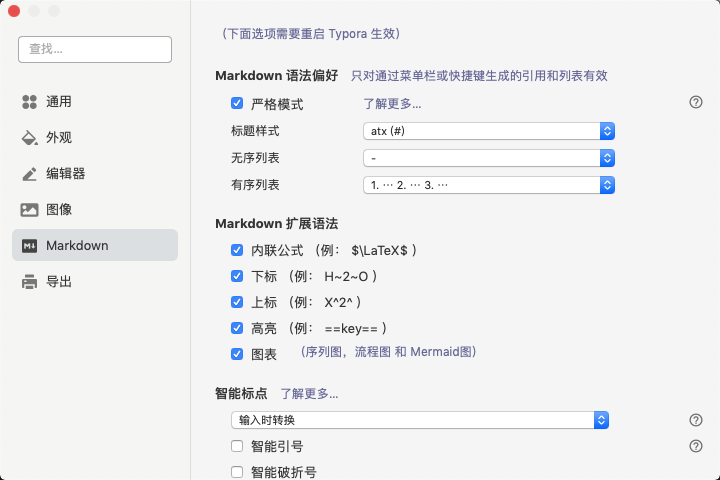 查找...
通用
外观
编辑器
图像
Markdown
导出
(下面选项需要重启 Typora 生效)
Markdown 语法偏好 只对通过菜单栏或快捷键生成的引用和列表有效
严格模式 了解更多...
标题样式 atx (#)
无序列表 -
有序列表 1. ··· 2. ··· 3. ···
Markdown 扩展语法
内联公式 （例： $\LaTeX$ ）
下标 （例： H~2~O ）
上标 （例： X^2^ ）
高亮 （例： ==key== ）
图表 （序列图，流程图 和 Mermaid图）
智能标点 了解更多...
输入时转换
智能引号
智能破折号